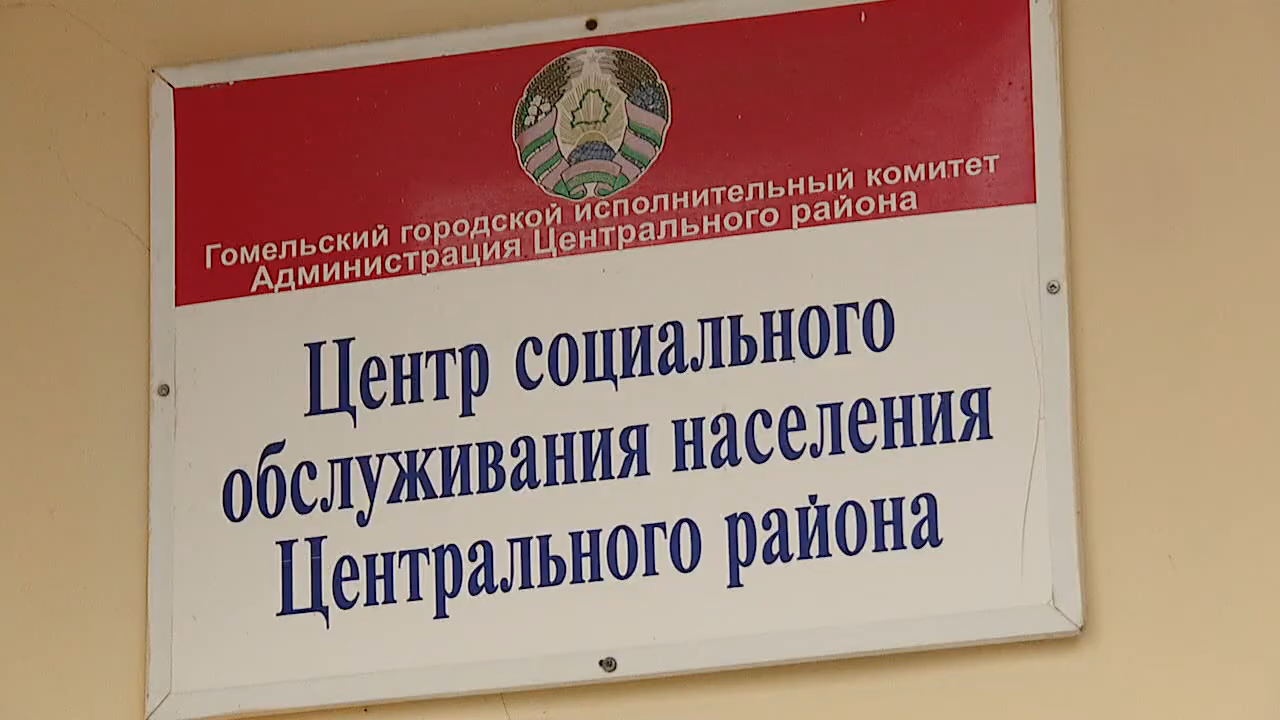 Гомельский городской исполнительный комитет
Администрация Центрального района
Центр социального
обслуживания населения
Центрального района